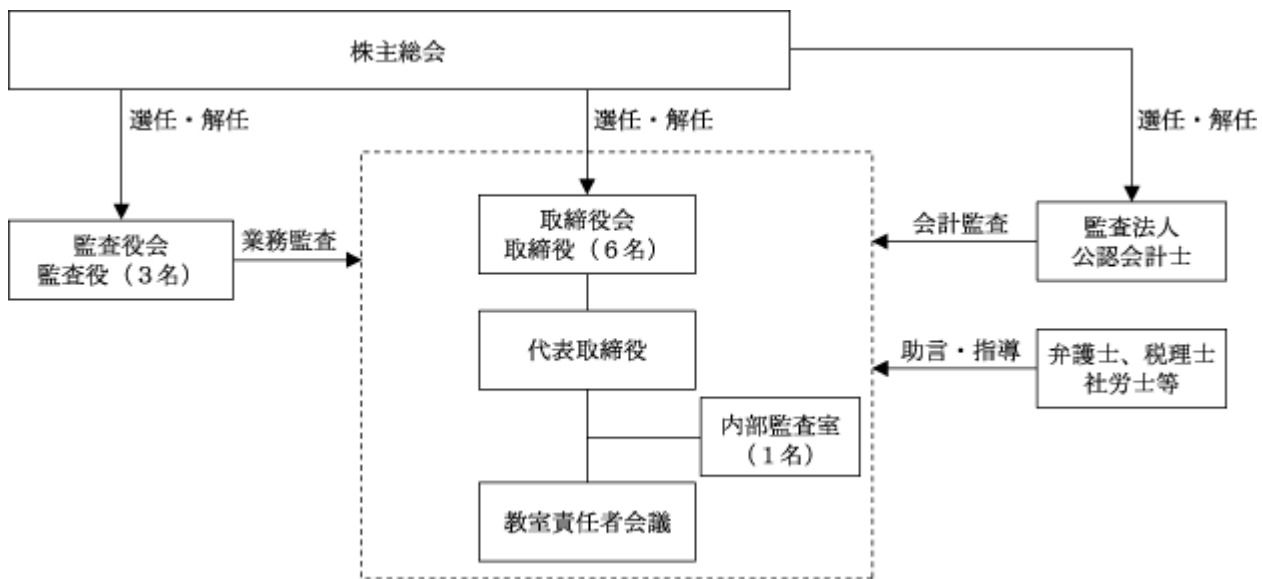 株主総会
選任・解任
選任・解任
選任・解任
監査役会
監査役(3名)
業務監査
取締役会
取締役(6名)
会計監査
監査法人
公認会計士
代表取締役
助言・指導
弁護士、税理士
社労士等
内部監査室
(1名)
教室責任者会議